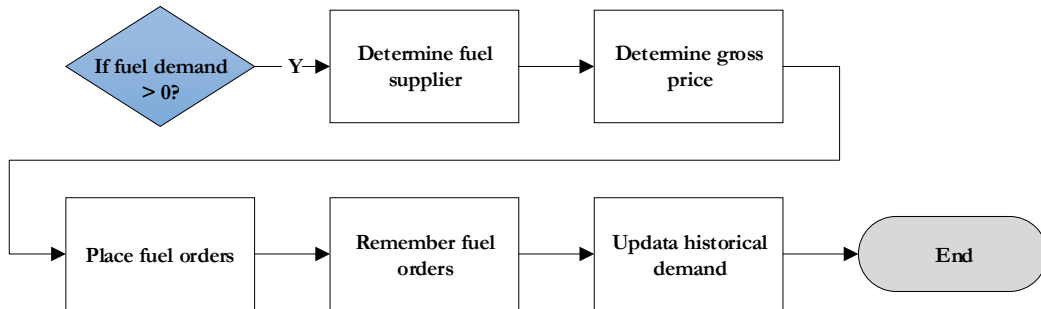 If fuel demand
> 0?
Y
Determine fuel
supplier
Determine gross
price
Place fuel orders
Remember fuel
orders
Updata historical
demand
End